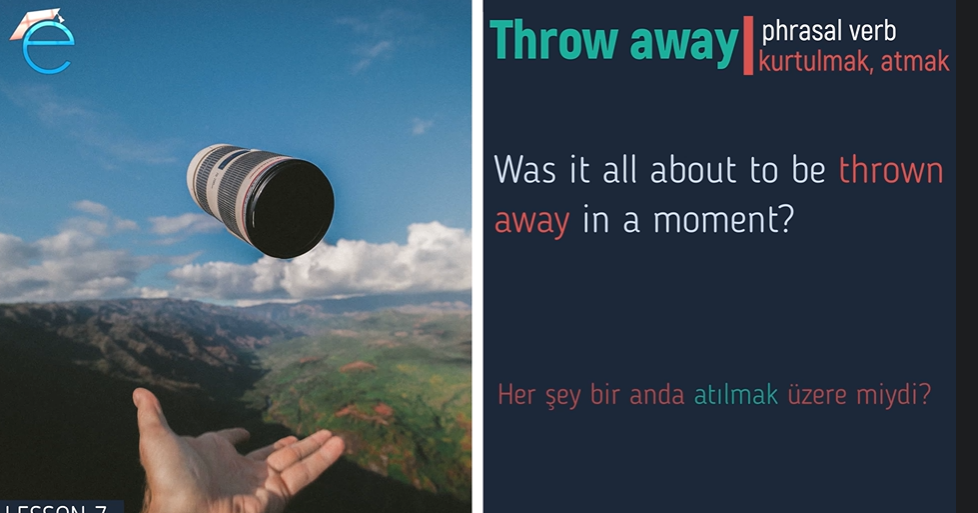 Throw away
phrasal verb
kurtulmak, atmak
Was it all about to be thrown
away in a moment?
Her şey bir anda atılmak üzere miydi?
LESSON 7